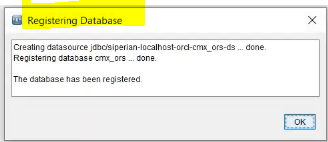 Registering Database
Creating datasource jdbc/siperian-localhost-orcl-cmx_ors-ds ... done.
Registering database cmx_ors ... done.
The database has been registered.
OK